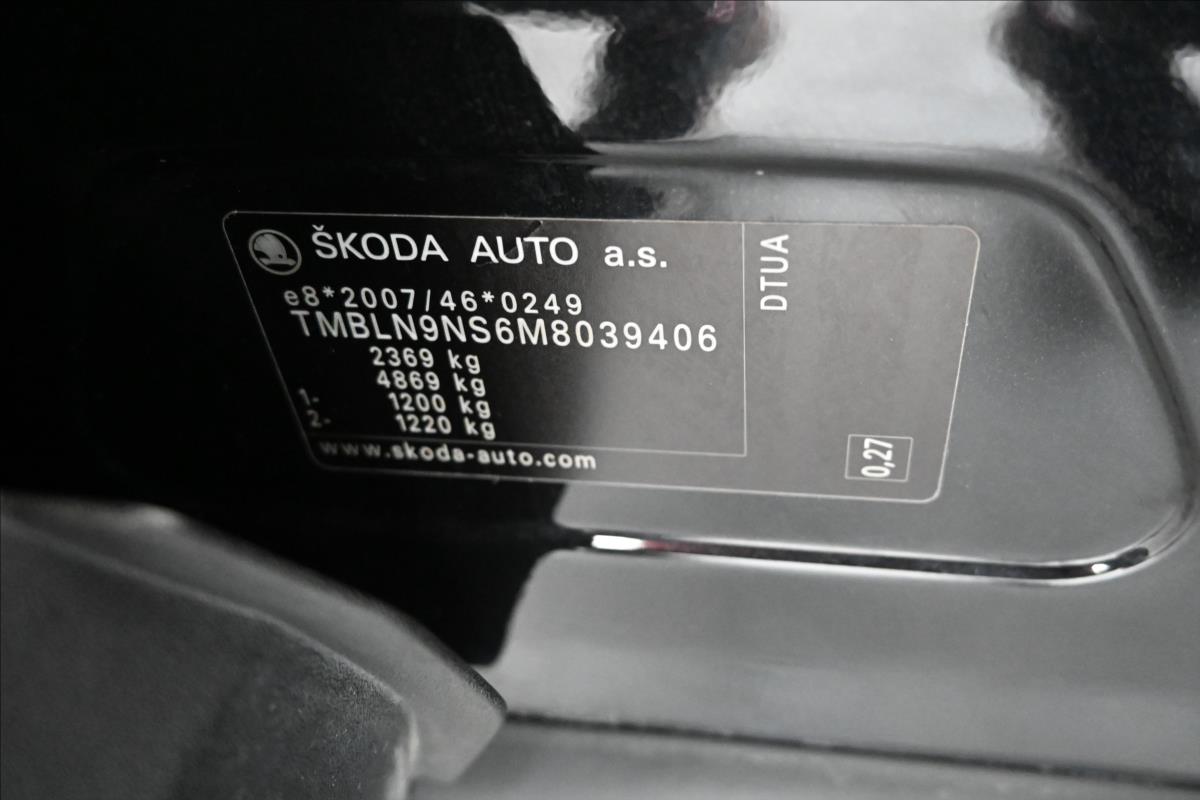 ŠKODA AUTO a.s.
e8*2007/46*0249
TMBLN9NS6M8039406
2369 kg
4869 kg
1- 1200 kg
2- 1220 kg
www.skoda-auto.com
DTUA
0,27